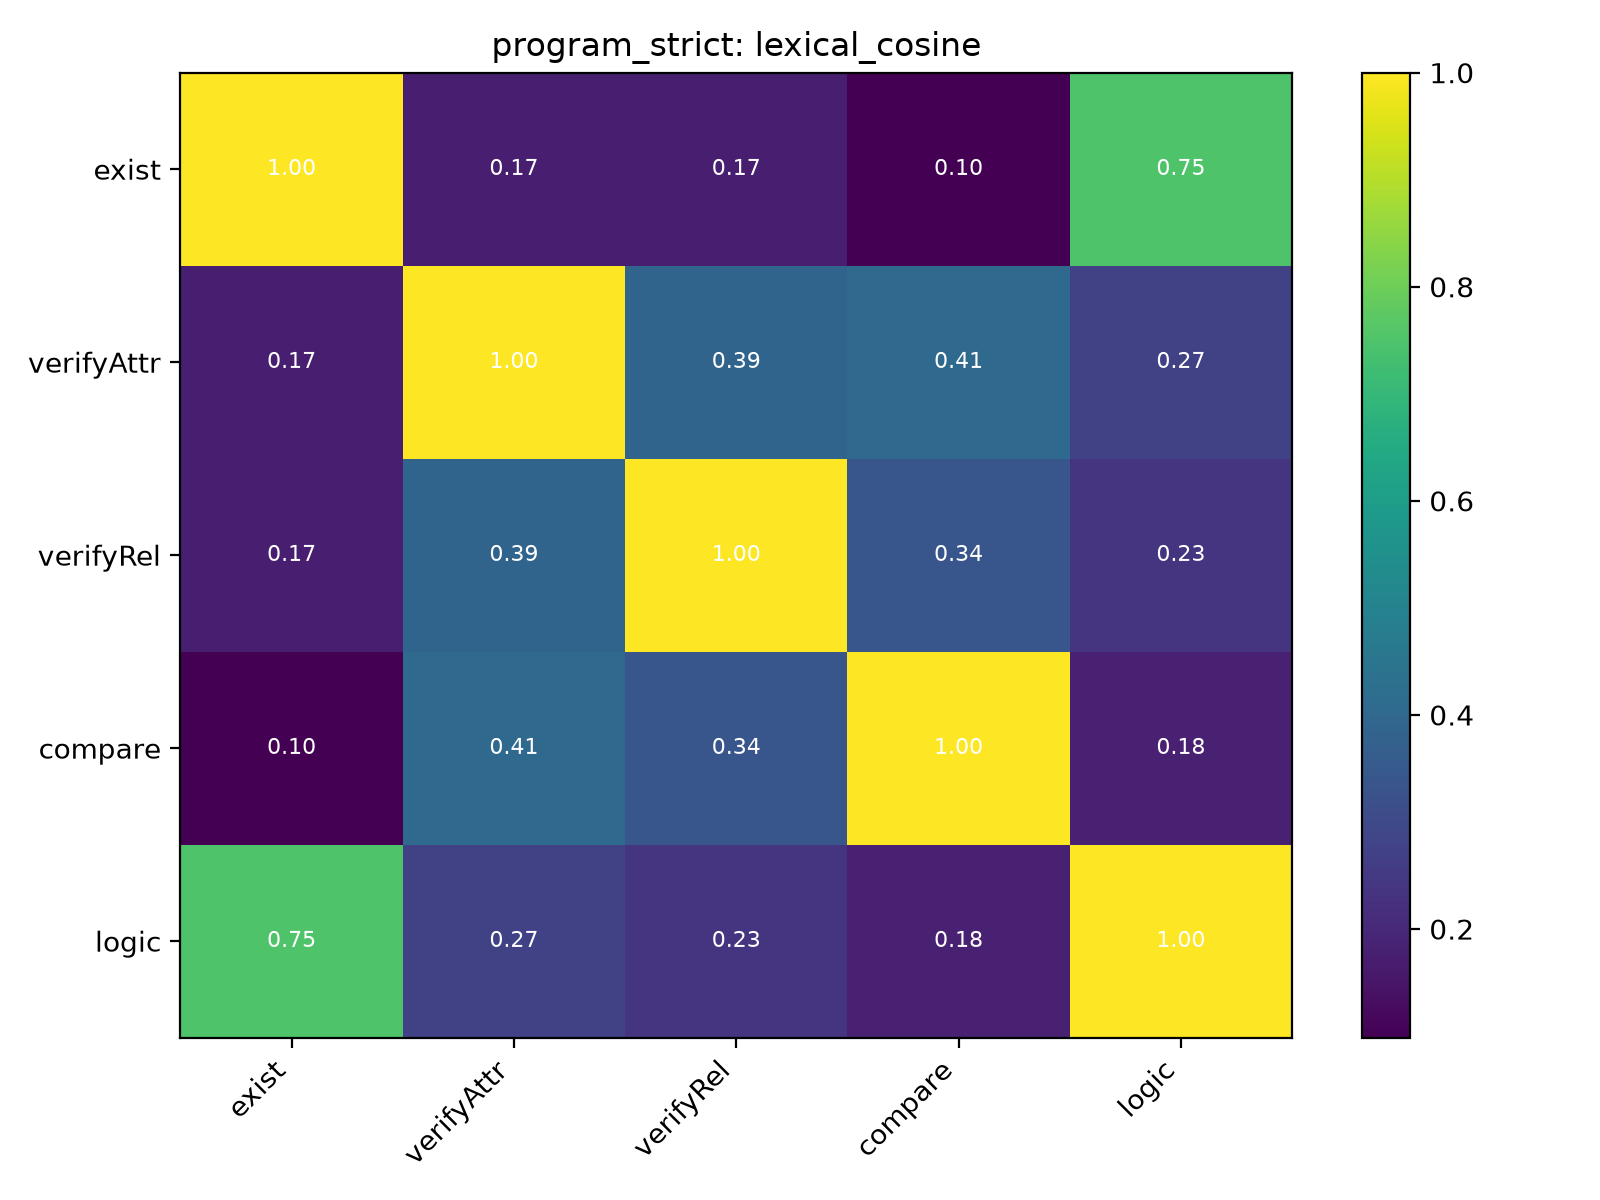 program_strict: lexical_cosine
exist 1.00 0.17 0.17 0.10 0.75
verifyAttr 0.17 1.00 0.39 0.41 0.27
verifyRel 0.17 0.39 1.00 0.34 0.23
compare 0.10 0.41 0.34 1.00 0.18
logic 0.75 0.27 0.23 0.18 1.00
exist verifyAttr verifyRel compare logic
1.0
0.8
0.6
0.4
0.2